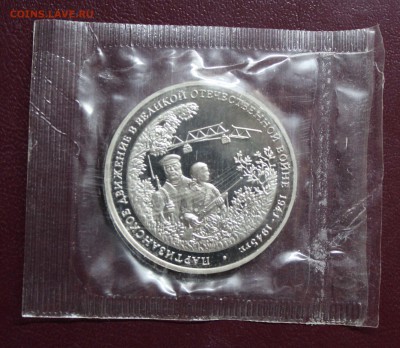 COINS.LAVE.RU
ПАРТИЗАНСКОЕ ДВИЖЕНИЕ В ВЕЛИКОЙ ОТЕЧЕСТВЕННОЙ ВОЙНЕ 1941-1945 гг.